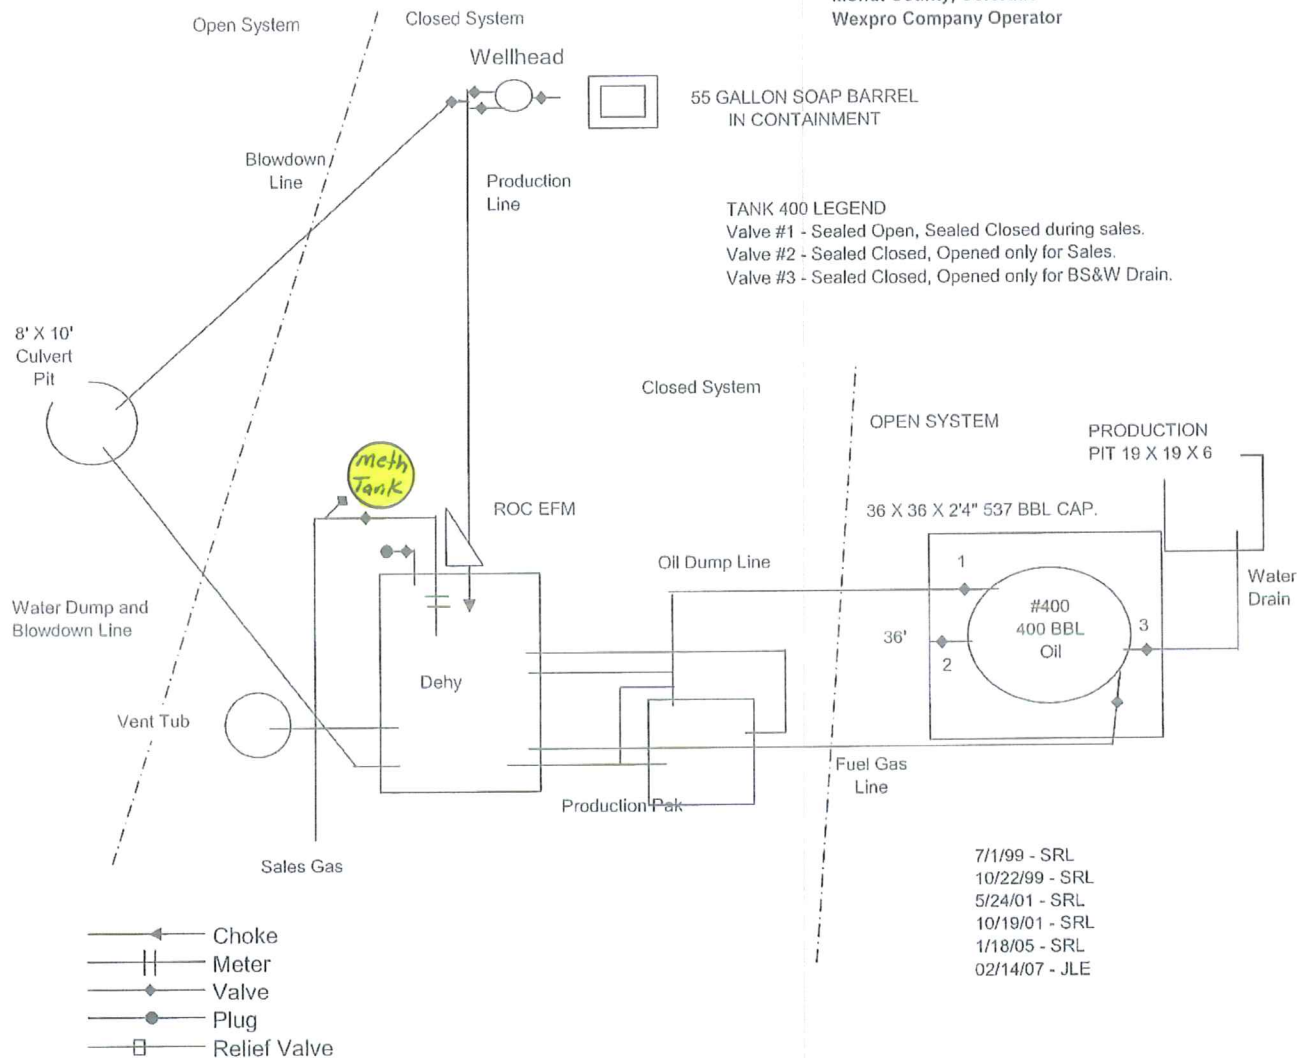 Wexpro Company Operator
Open System
Closed System
Wellhead
55 GALLON SOAP BARREL
IN CONTAINMENT
Blowdown
Line
Production
Line
TANK 400 LEGEND
Valve #1 - Sealed Open, Sealed Closed during sales.
Valve #2 - Sealed Closed, Opened only for Sales.
Valve #3 - Sealed Closed, Opened only for BS&W Drain.
8' X 10'
Culvert
Pit
Closed System
OPEN SYSTEM
PRODUCTION
PIT 19 X 19 X 6
meth
Tank
ROC EFM
36 X 36 X 2'4" 537 BBL CAP.
Oil Dump Line
1
Water
Drain
Water Dump and
Blowdown Line
#400
400 BBL
Oil
36'
2
3
Dehy
Vent Tub
Fuel Gas
Line
Production Pak
Sales Gas
7/1/99 - SRL
10/22/99 - SRL
5/24/01 - SRL
10/19/01 - SRL
1/18/05 - SRL
02/14/07 - JLE
Choke
Meter
Valve
Plug
Relief Valve